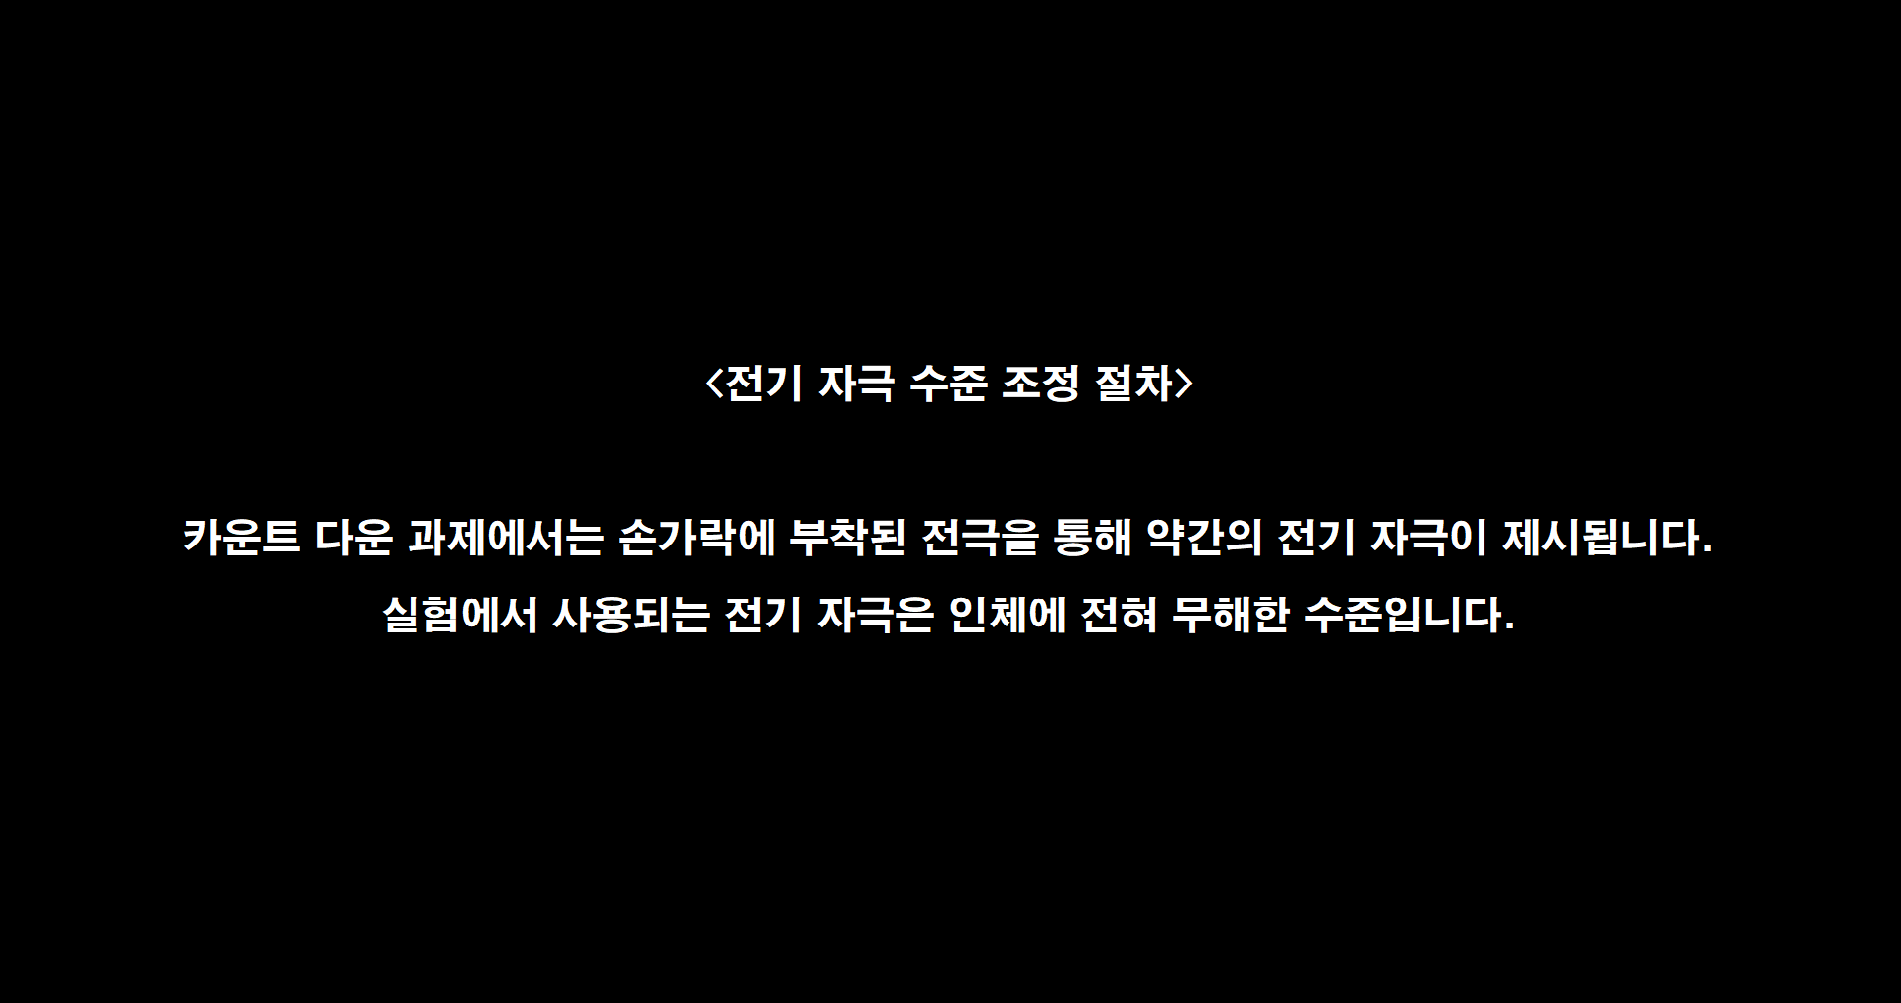 <전기 자극 수준 조정 절차>
카운트 다운 과제에서는 손가락에 부착된 전극을 통해 약간의 전기 자극이 제시됩니다.
실험에서 사용되는 전기 자극은 인체에 전혀 무해한 수준입니다.